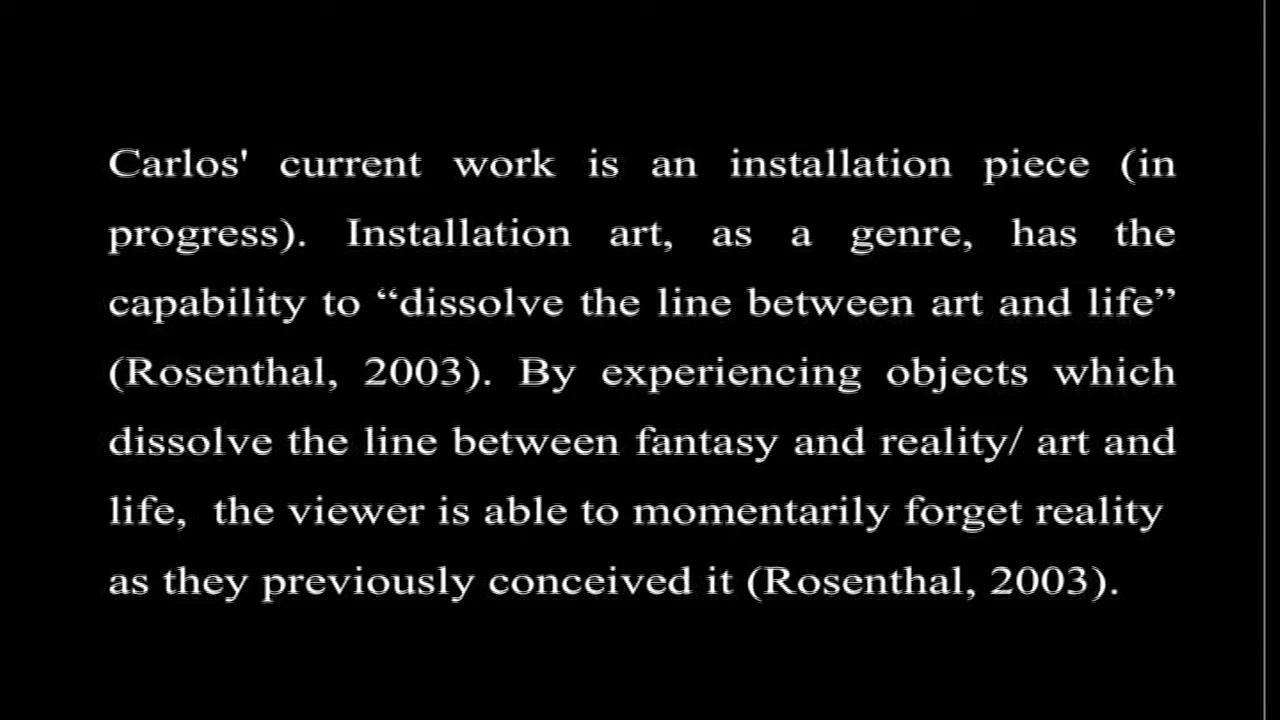 Carlos' current work is an installation piece (in
progress). Installation art, as a genre, has the
capability to “dissolve the line between art and life”
(Rosenthal, 2003). By experiencing objects which
dissolve the line between fantasy and reality/ art and
life, the viewer is able to momentarily forget reality
as they previously conceived it (Rosenthal, 2003).